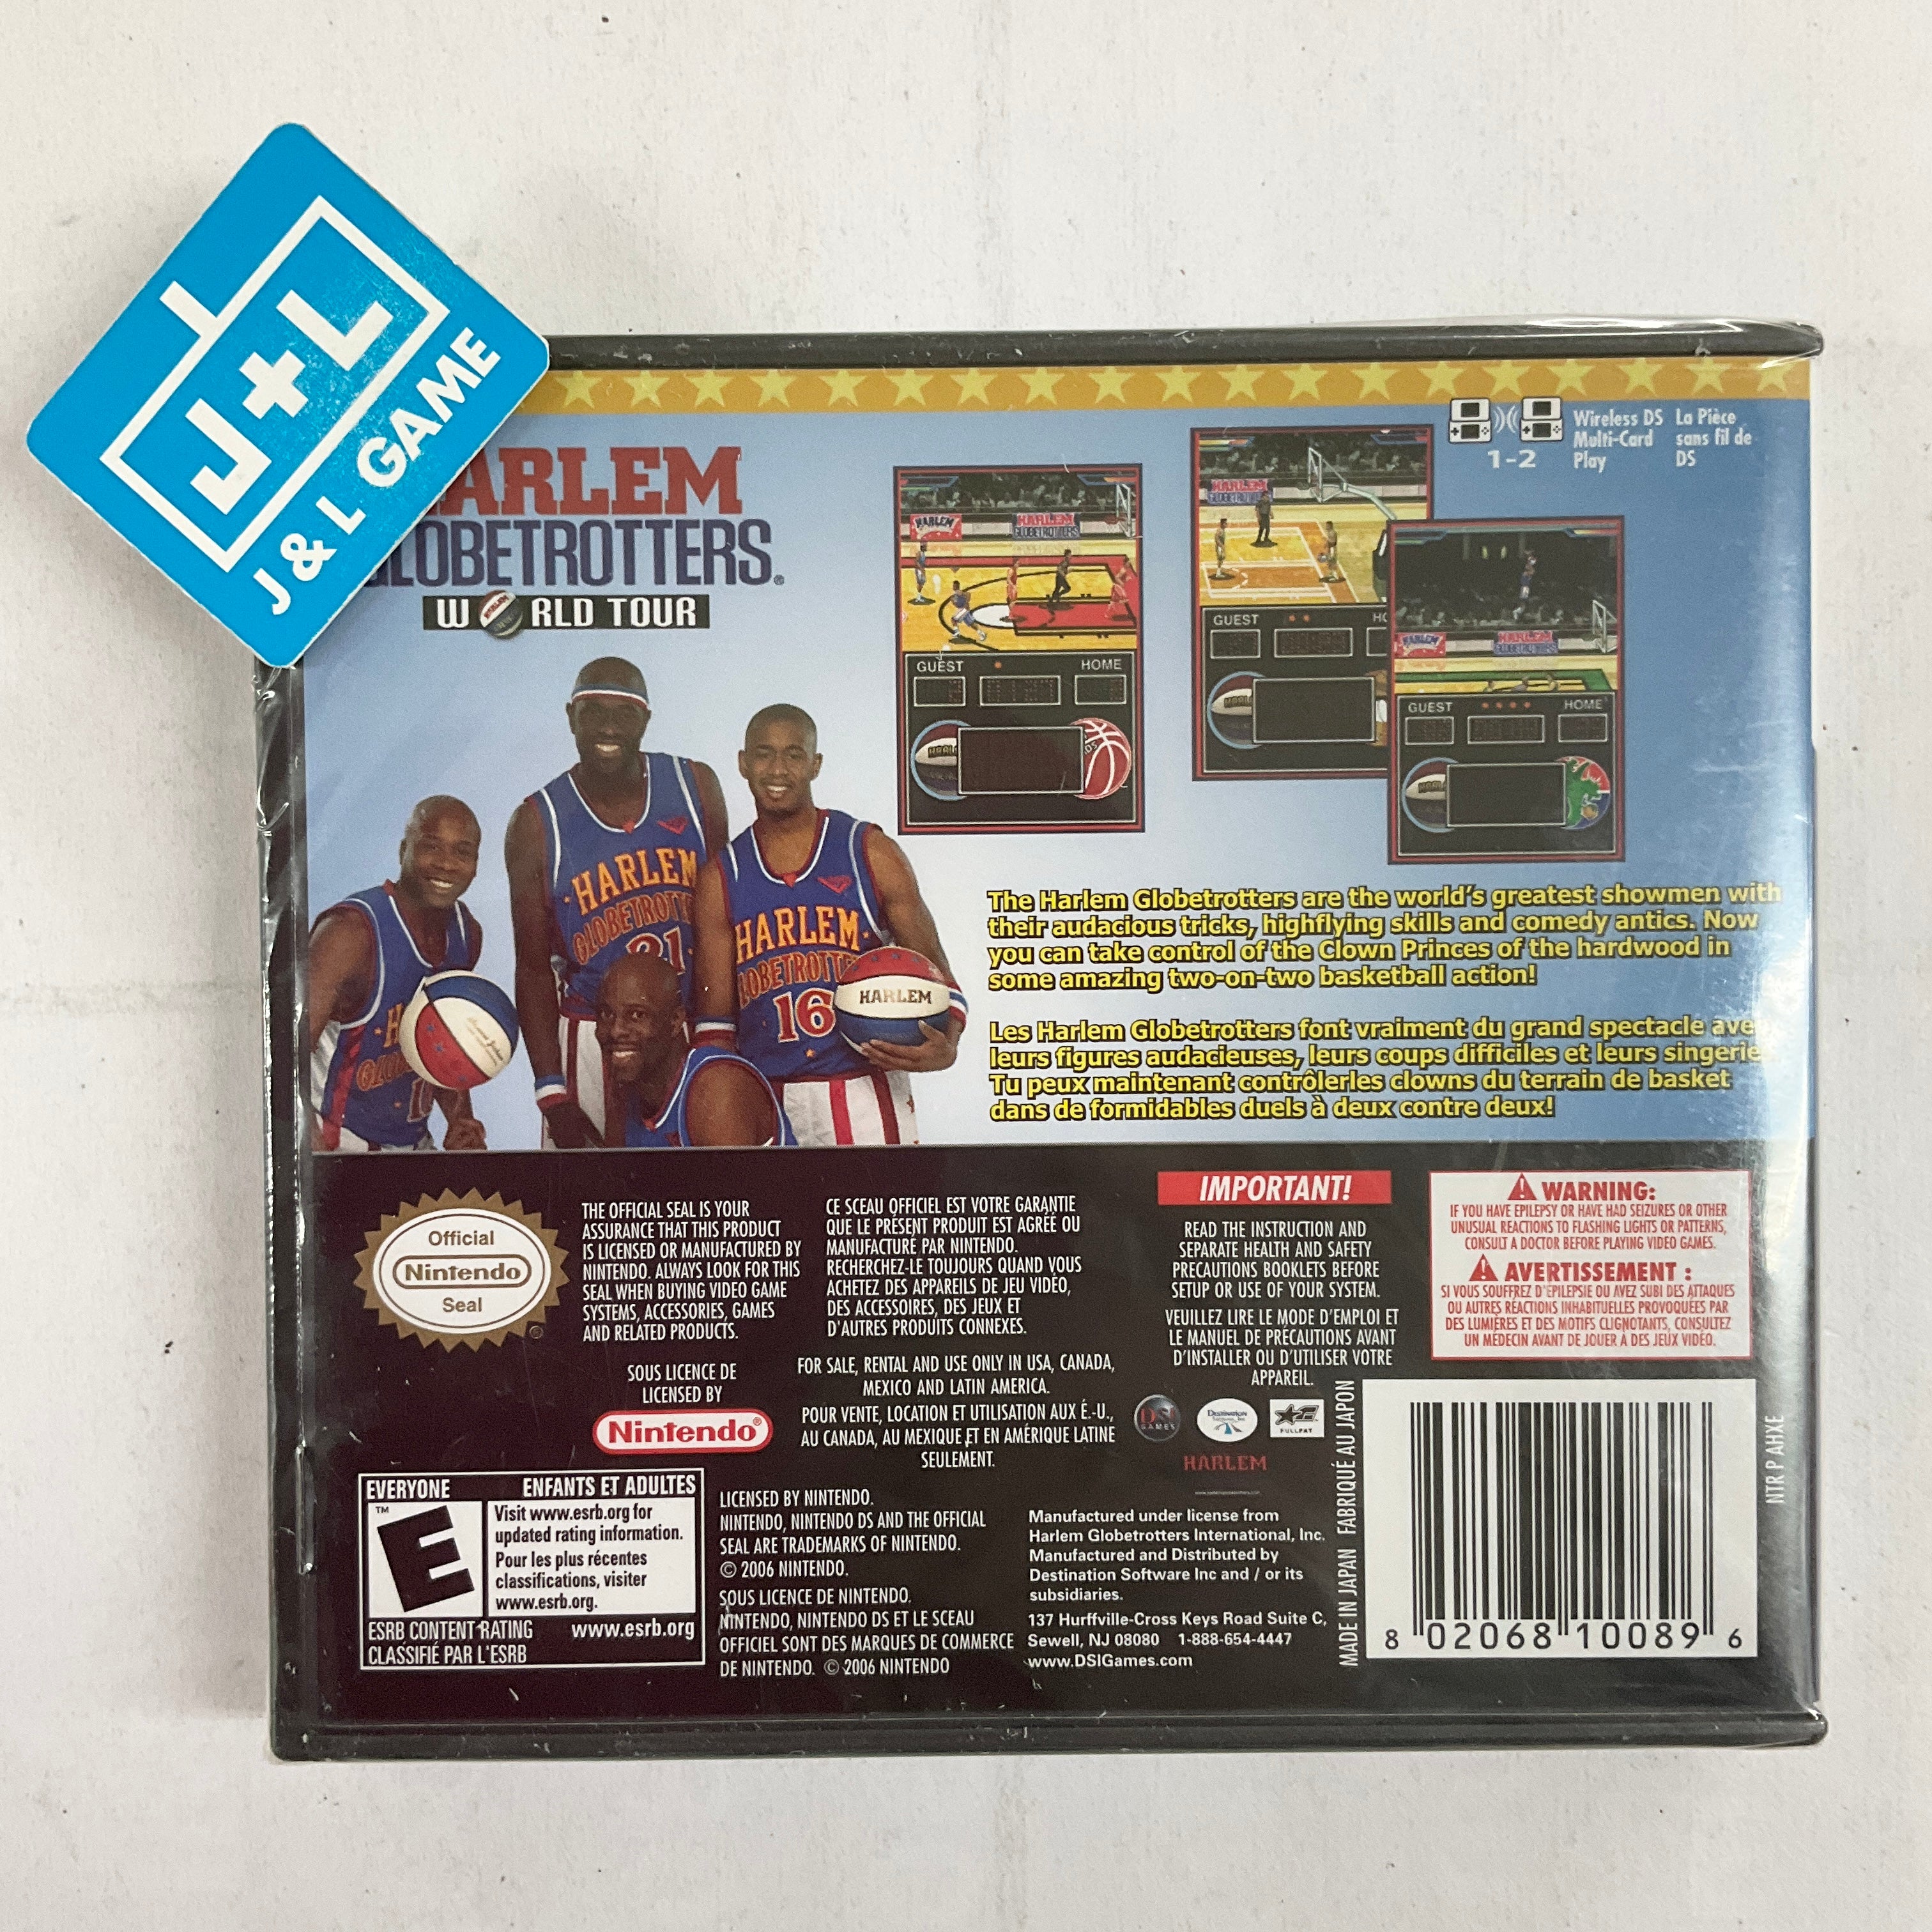 J+L
J & L GAME
HARLEM
GLOBETROTTERS®
WORLD TOUR
1-2
Wireless DS
Multi-Card
Play
La Pièce
sans fil de
DS
HARLEM
HARLEM
GLOBETROTTERS
GUEST
HOME
HARLEM
GLOBETROTTERS
GUEST
HARLEM
HARLEM
GLOBETROTTERS
GUEST
HOME
HARLEM
21
HARLEM
16
HARLEM
The Harlem Globetrotters are the world's greatest showmen with
their audacious tricks, highflying skills and comedy antics. Now
you can take control of the Clown Princes of the hardwood in
some amazing two-on-two basketball action!
Les Harlem Globetrotters font vraiment du grand spectacle avec
leurs figures audacieuses, leurs coups difficiles et leurs singerie
Tu peux maintenant contrôlerles clowns du terrain de basket
dans de formidables duels à deux contre deux!
Official
Nintendo
Seal
THE OFFICIAL SEAL IS YOUR
ASSURANCE THAT THIS PRODUCT
IS LICENSED OR MANUFACTURED BY
NINTENDO. ALWAYS LOOK FOR THIS
SEAL WHEN BUYING VIDEO GAME
SYSTEMS, ACCESSORIES, GAMES
AND RELATED PRODUCTS.
CE SCEAU OFFICIEL EST VOTRE GARANTIE
QUE LE PRÉSENT PRODUIT EST AGRÉÉ OU
MANUFACTURÉ PAR NINTENDO.
RECHERCHEZ-LE TOUJOURS QUAND VOUS
ACHETEZ DES APPAREILS DE JEU VIDÉO,
DES ACCESSOIRES, DES JEUX ET
D'AUTRES PRODUITS CONNEXES.
IMPORTANT!
READ THE INSTRUCTION AND
SEPARATE HEALTH AND SAFETY
PRECAUTIONS BOOKLETS BEFORE
SETUP OR USE OF YOUR SYSTEM.
VEUILLEZ LIRE LE MODE D'EMPLOI ET
LE MANUEL DE PRÉCAUTIONS AVANT
D'INSTALLER OU D'UTILISER VOTRE
APPAREIL.
WARNING:
IF YOU HAVE EPILEPSY OR HAVE HAD SEIZURES OR OTHER
UNUSUAL REACTIONS TO FLASHING LIGHTS OR PATTERNS,
CONSULT A DOCTOR BEFORE PLAYING VIDEO GAMES.
AVERTISSEMENT :
SI VOUS SOUFFREZ D'ÉPILEPSIE OU AVEZ SUBI DES ATTAQUES
OU AUTRES RÉACTIONS INHABITUELLES PROVOQUÉES PAR
DES LUMIÈRES ET DES MOTIFS CLIGNOTANTS, CONSULTEZ
UN MÉDECIN AVANT DE JOUER À DES JEUX VIDÉO.
SOUS LICENCE DE
LICENSED BY
Nintendo®
FOR SALE, RENTAL AND USE ONLY IN USA, CANADA,
MEXICO AND LATIN AMERICA.
POUR VENTE, LOCATION ET UTILISATION AUX É.-U.,
AU CANADA, AU MEXIQUE ET EN AMÉRIQUE LATINE
SEULEMENT.
DSI
GAMES
Destination
FULLFAT
HARLEM
EVERYONE
ENFANTS ET ADULTES
E
™
Visit www.esrb.org for
updated rating information.
Pour les plus récentes
classifications, visiter
www.esrb.org.
ESRB CONTENT RATING www.esrb.org
CLASSIFIÉ PAR L'ESRB
LICENSED BY NINTENDO.
NINTENDO, NINTENDO DS AND THE OFFICIAL
SEAL ARE TRADEMARKS OF NINTENDO.
© 2006 NINTENDO.
SOUS LICENCE DE NINTENDO.
NINTENDO, NINTENDO DS ET LE SCEAU
OFFICIEL SONT DES MARQUES DE COMMERCE
DE NINTENDO. © 2006 NINTENDO
Manufactured under license from
Harlem Globetrotters International, Inc.
Manufactured and Distributed by
Destination Software Inc and / or its
subsidiaries.
137 Hurffville-Cross Keys Road Suite C,
Sewell, NJ 08080 1-888-654-4447
www.DSIGames.com
MADE IN JAPAN FABRIQUÉ AU JAPON
8 02068 10089 6
NTR P AHXE